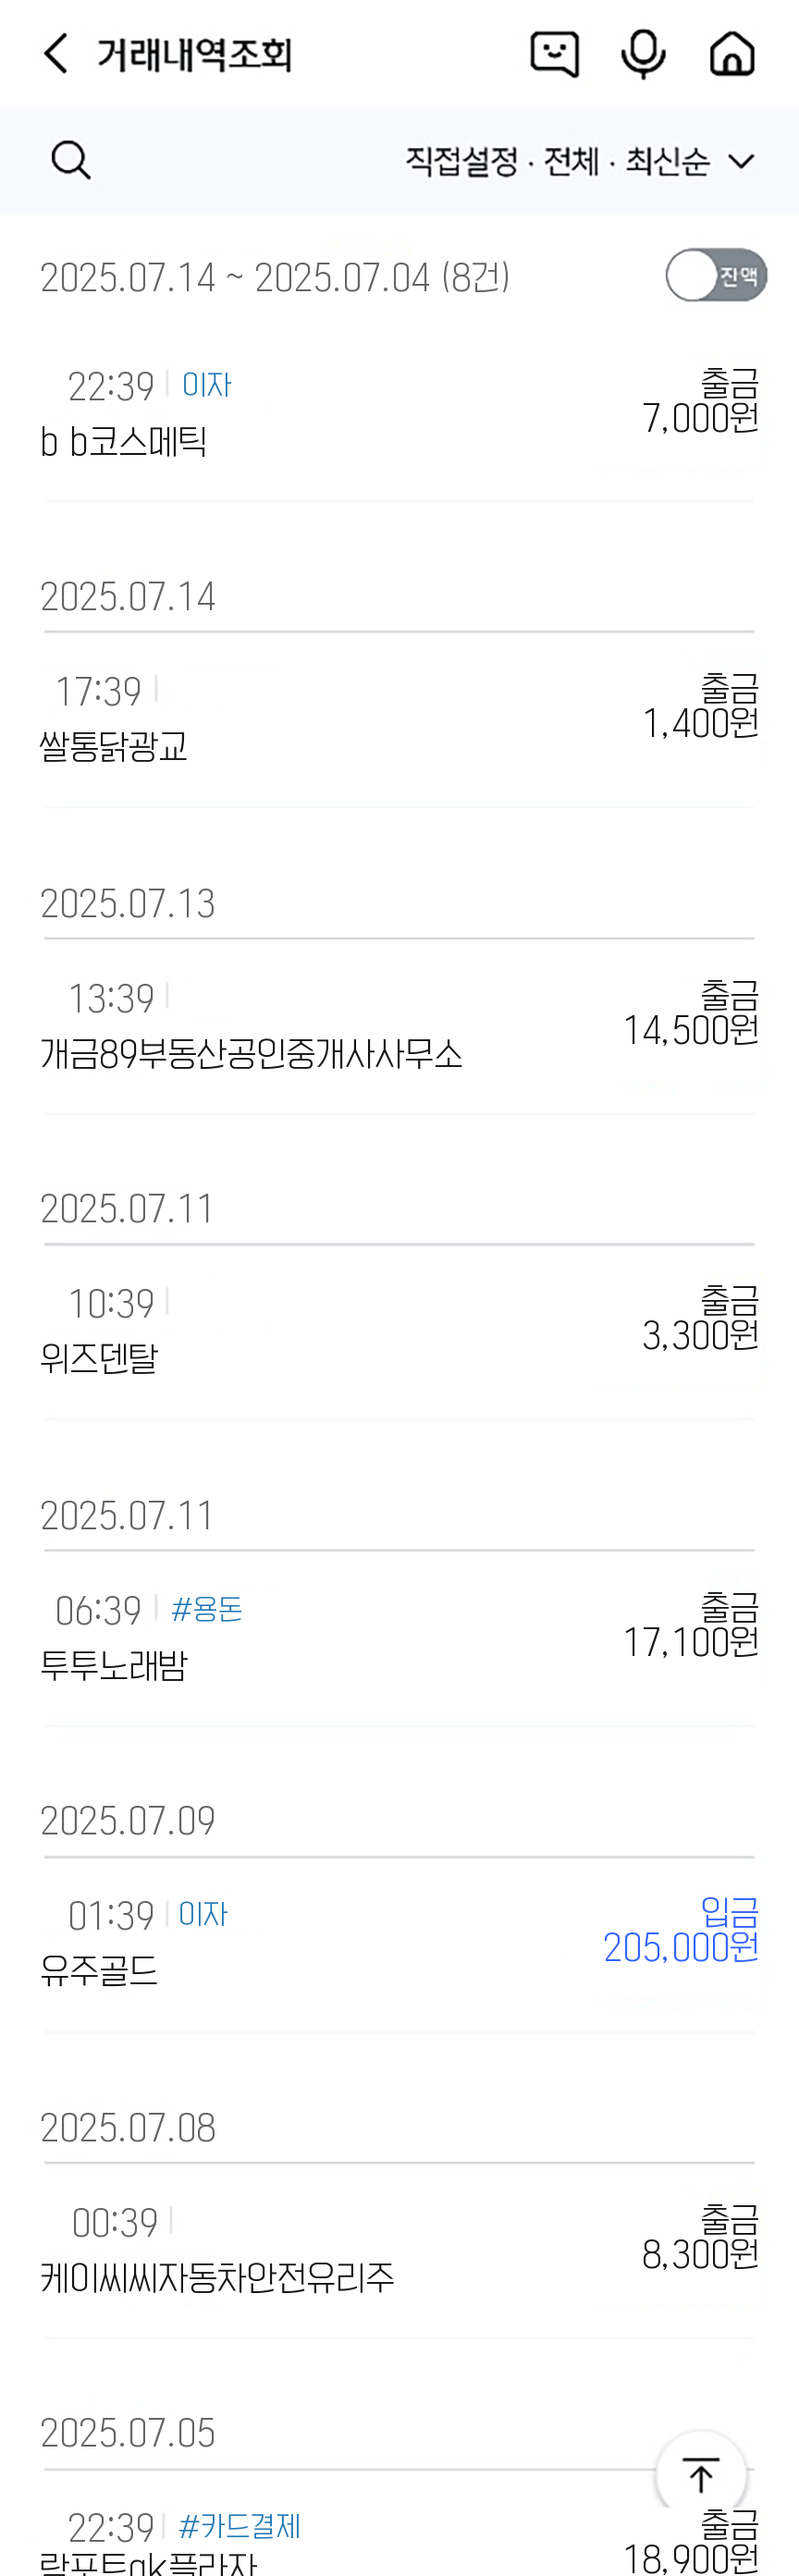 거래내역조회
직접설정 · 전체 · 최신순
2025.07.14 ~ 2025.07.04 (8건)
잔액
22:39 이자
출금
7,000원
b b코스메틱
2025.07.14
17:39
출금
1,400원
쌀통닭광교
2025.07.13
13:39
출금
14,500원
개금89부동산공인중개사사무소
2025.07.11
10:39
출금
3,300원
위즈덴탈
2025.07.11
06:39 #용돈
출금
17,100원
투투노래밤
2025.07.09
01:39 이자
입금
205,000원
유주골드
2025.07.08
00:39
출금
8,300원
케이씨씨자동차안전유리주
2025.07.05
22:39 #카드결제
출금
18,900원